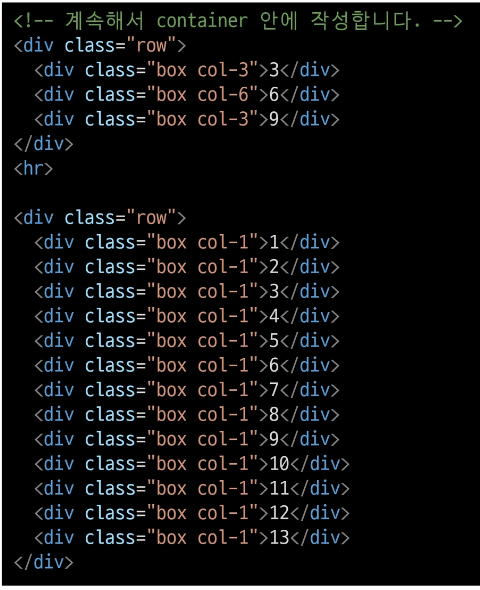 <!-- 계속해서 container 안에 작성합니다. -->
<div class="row">
  <div class="box col-3">3</div>
  <div class="box col-6">6</div>
  <div class="box col-3">9</div>
</div>
<hr>

<div class="row">
  <div class="box col-1">1</div>
  <div class="box col-1">2</div>
  <div class="box col-1">3</div>
  <div class="box col-1">4</div>
  <div class="box col-1">5</div>
  <div class="box col-1">6</div>
  <div class="box col-1">7</div>
  <div class="box col-1">8</div>
  <div class="box col-1">9</div>
  <div class="box col-1">10</div>
  <div class="box col-1">11</div>
  <div class="box col-1">12</div>
  <div class="box col-1">13</div>
</div>